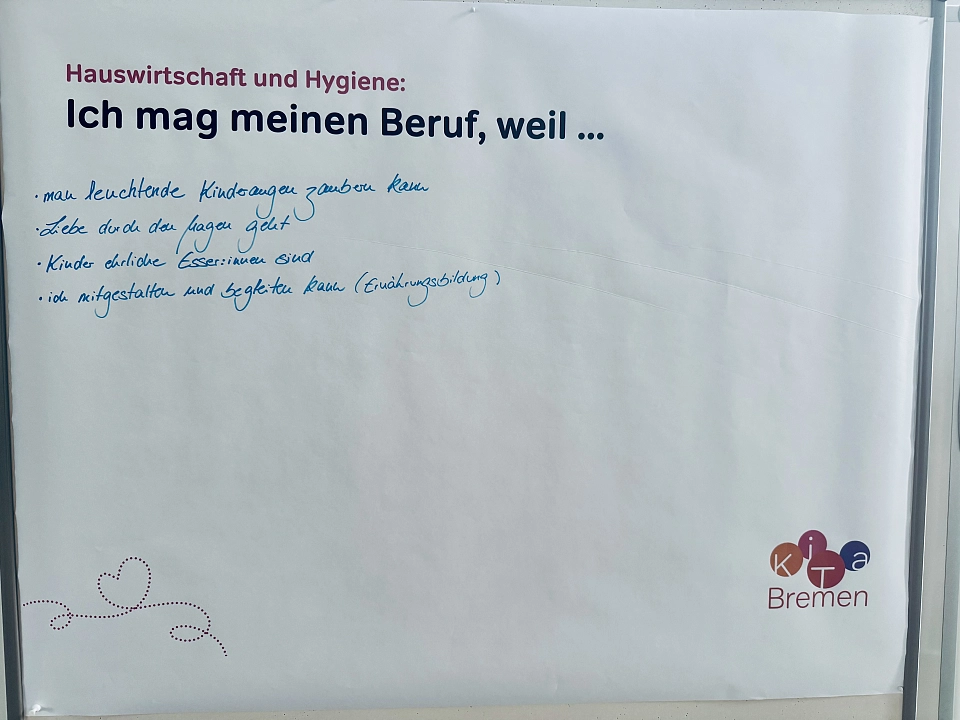 Hauswirtschaft und Hygiene:
Ich mag meinen Beruf, weil ...
· man leuchtende Kinderaugen zaubern kann
· Liebe durch den Magen geht
· Kinder ehrliche Esser:innen sind
· ich mitgestalten und begleiten kann (Ernährungsbildung)
KiTa
Bremen